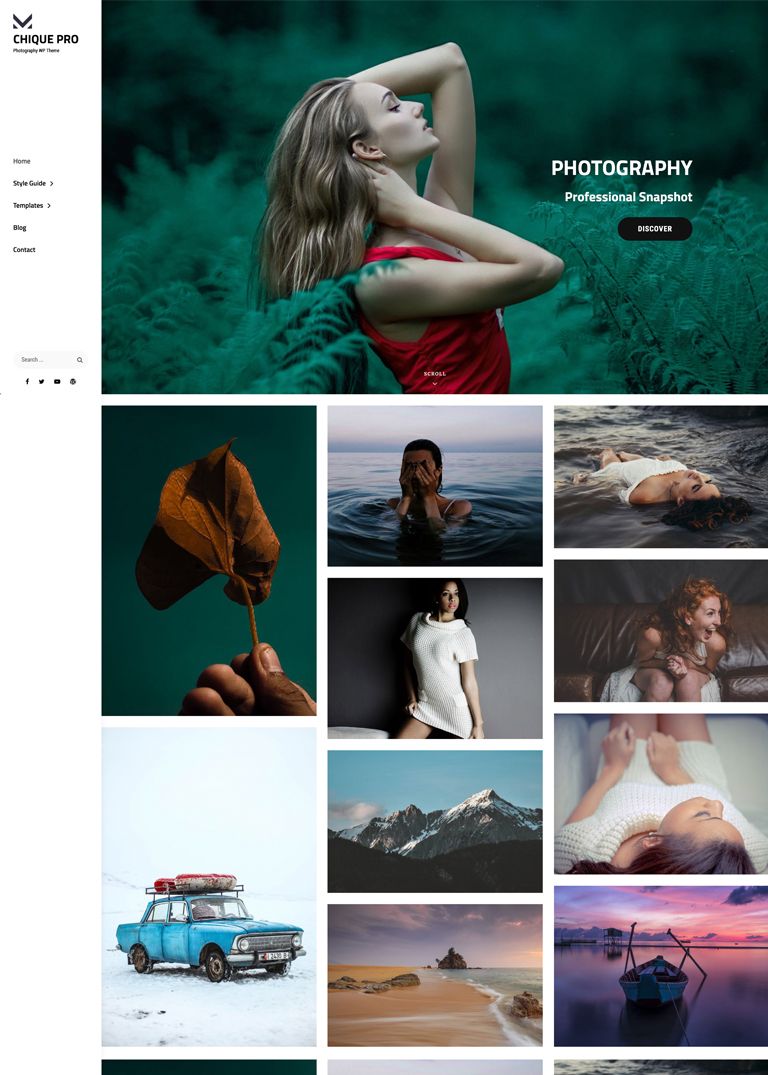 CHIQUE PRO
Photography WP Theme
Home
Style Guide
Templates
Blog
Contact
Search ...
PHOTOGRAPHY
Professional Snapshot
DISCOVER
SCROLL